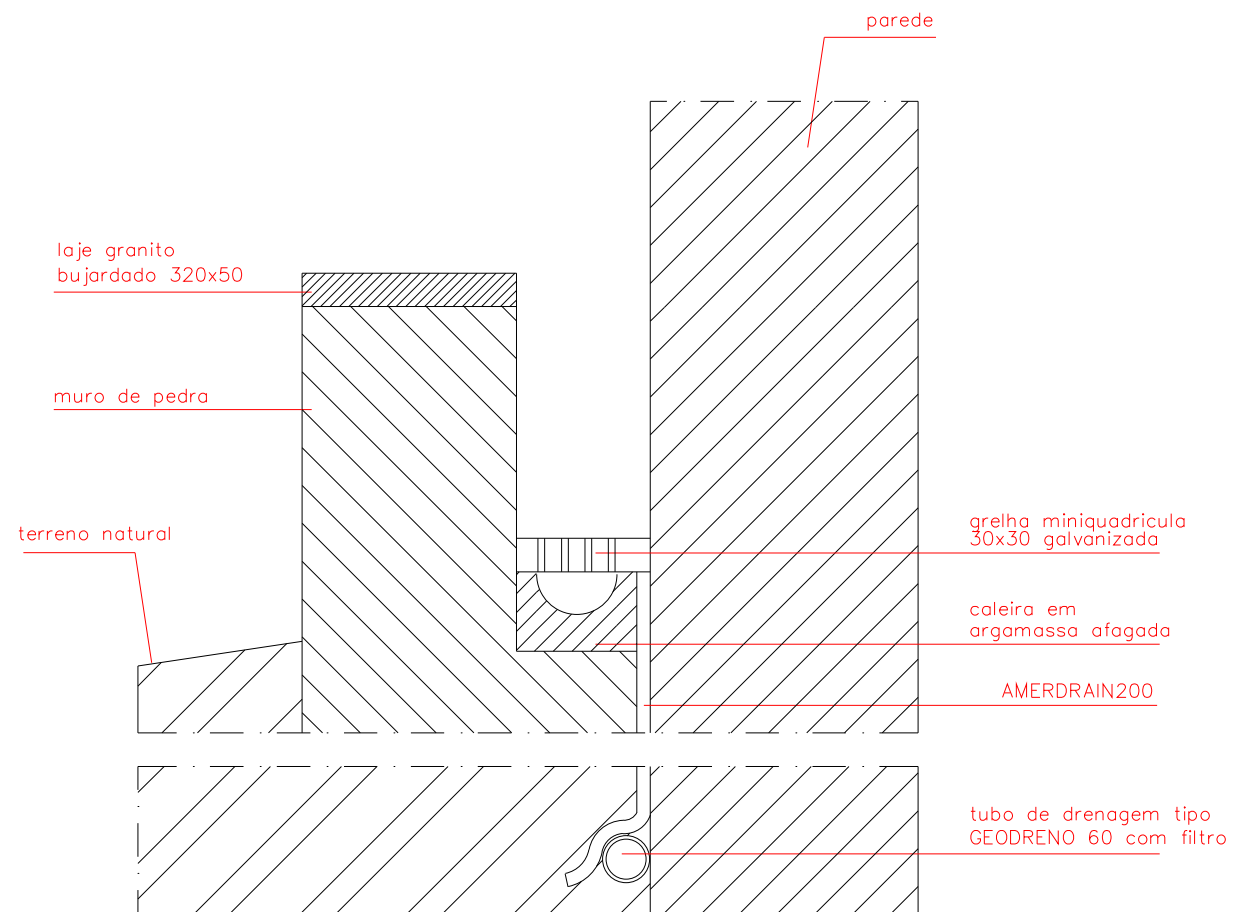 parede
laje granito
bujardado 320x50
muro de pedra
terreno natural
grelha miniquadricula
30x30 galvanizada
caleira em
argamassa afagada
AMERDRAIN200
tubo de drenagem tipo
GEODRENO 60 com filtro